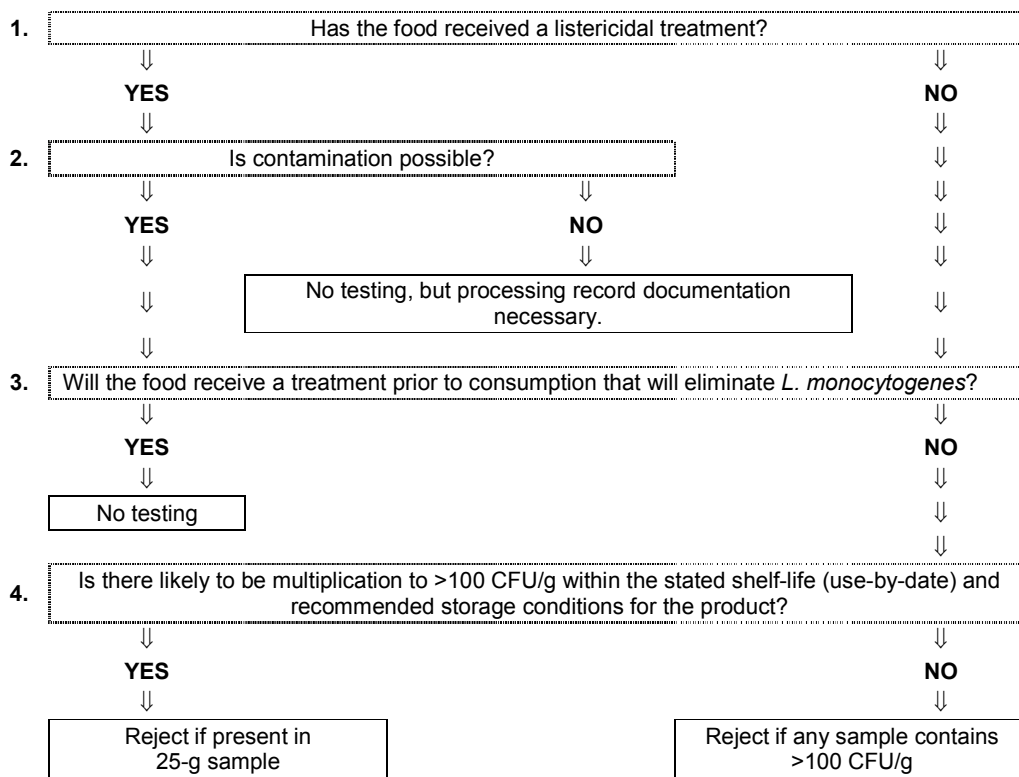 1. Has the food received a listericidal treatment?
⇓ ⇓
YES NO
⇓ ⇓
2. Is contamination possible? ⇓
⇓ ⇓ ⇓
YES NO ⇓
⇓ ⇓ ⇓
⇓ No testing, but processing record documentation ⇓
necessary.
⇓ ⇓
3. Will the food receive a treatment prior to consumption that will eliminate L. monocytogenes?
⇓ ⇓
YES NO
⇓ ⇓
No testing ⇓
⇓
4. Is there likely to be multiplication to >100 CFU/g within the stated shelf-life (use-by-date) and
recommended storage conditions for the product?
⇓ ⇓
YES NO
⇓ ⇓
Reject if present in Reject if any sample contains
25-g sample >100 CFU/g